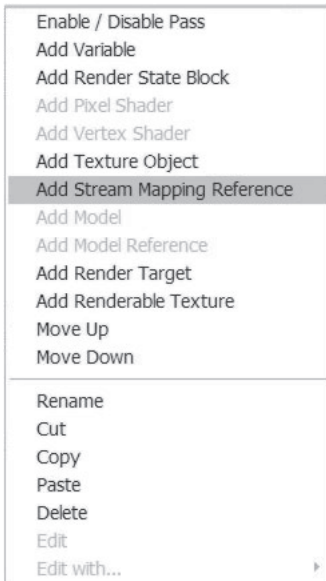 Enable / Disable Pass
Add Variable
Add Render State Block
Add Pixel Shader
Add Vertex Shader
Add Texture Object
Add Stream Mapping Reference
Add Model
Add Model Reference
Add Render Target
Add Renderable Texture
Move Up
Move Down
Rename
Cut
Copy
Paste
Delete
Edit
Edit with...